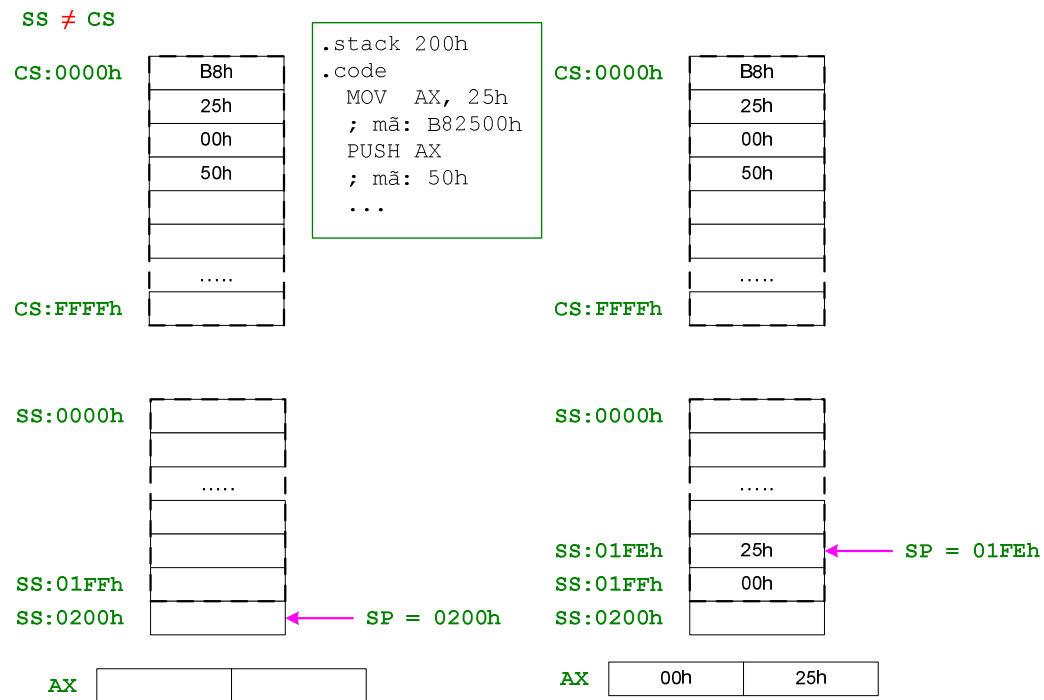 SS ≠ CS
.stack 200h
.code
MOV AX, 25h
; mã: B82500h
PUSH AX
; mã: 50h
...
CS:0000h
B8h
25h
00h
50h
.....
CS:FFFFh
SS:0000h
.....
SS:01FFh
SS:0200h
SP = 0200h
AX
CS:0000h
B8h
25h
00h
50h
.....
CS:FFFFh
SS:0000h
.....
SS:01FEh 25h SP = 01FEh
SS:01FFh 00h
SS:0200h
AX 00h 25h